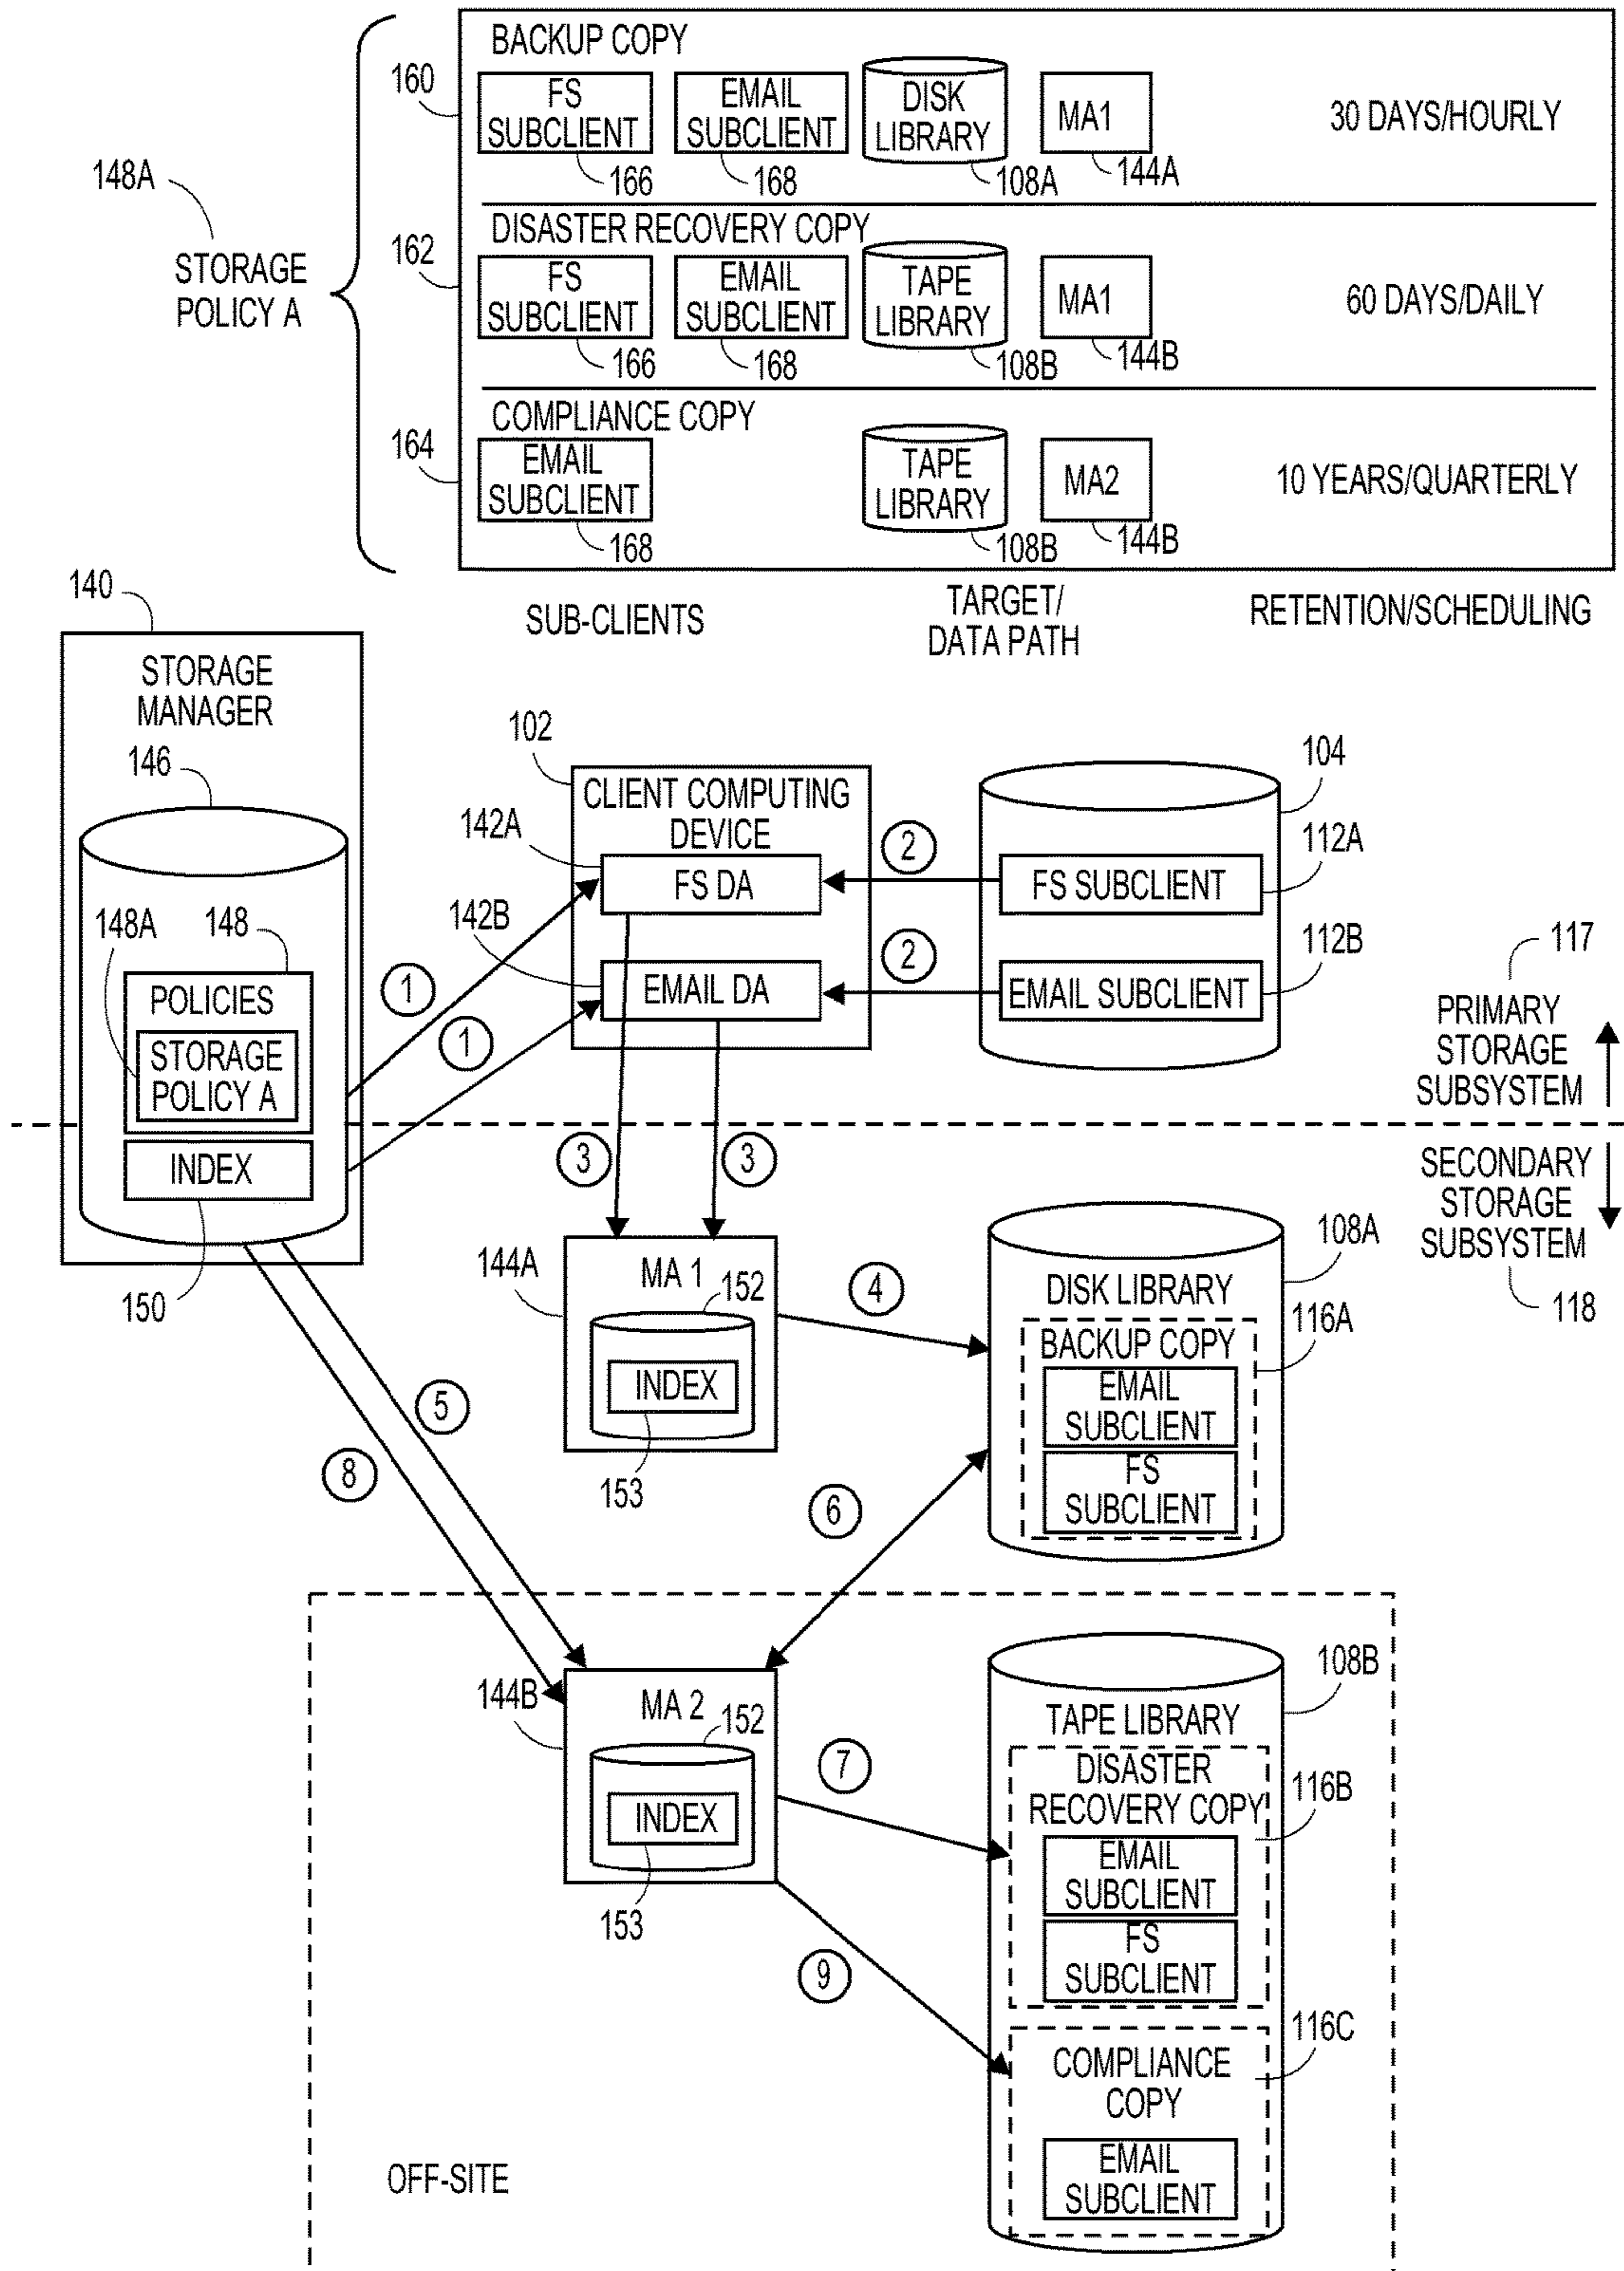 BACKUP COPY
160
FS
SUBCLIENT
166
EMAIL
SUBCLIENT
168
DISK
LIBRARY
108A
MA1
144A
30 DAYS/HOURLY
148A
STORAGE
POLICY A
DISASTER RECOVERY COPY
162
FS
SUBCLIENT
166
EMAIL
SUBCLIENT
168
TAPE
LIBRARY
108B
MA1
144B
60 DAYS/DAILY
COMPLIANCE COPY
164
EMAIL
SUBCLIENT
168
TAPE
LIBRARY
108B
MA2
144B
10 YEARS/QUARTERLY
SUB-CLIENTS
TARGET/
DATA PATH
RETENTION/SCHEDULING
140
STORAGE
MANAGER
146
148A
148
POLICIES
STORAGE
POLICY A
INDEX
150
1
1
102
CLIENT COMPUTING
DEVICE
142A
FS DA
142B
EMAIL DA
2
2
104
FS SUBCLIENT
112A
EMAIL SUBCLIENT
112B
117
PRIMARY
STORAGE
SUBSYSTEM
SECONDARY
STORAGE
SUBSYSTEM
118
3
3
144A
MA 1
152
INDEX
153
4
108A
DISK LIBRARY
BACKUP COPY
116A
EMAIL
SUBCLIENT
FS
SUBCLIENT
5
8
6
144B
MA 2
152
INDEX
153
7
9
108B
TAPE LIBRARY
DISASTER
RECOVERY COPY
116B
EMAIL
SUBCLIENT
FS
SUBCLIENT
116C
COMPLIANCE
COPY
EMAIL
SUBCLIENT
OFF-SITE